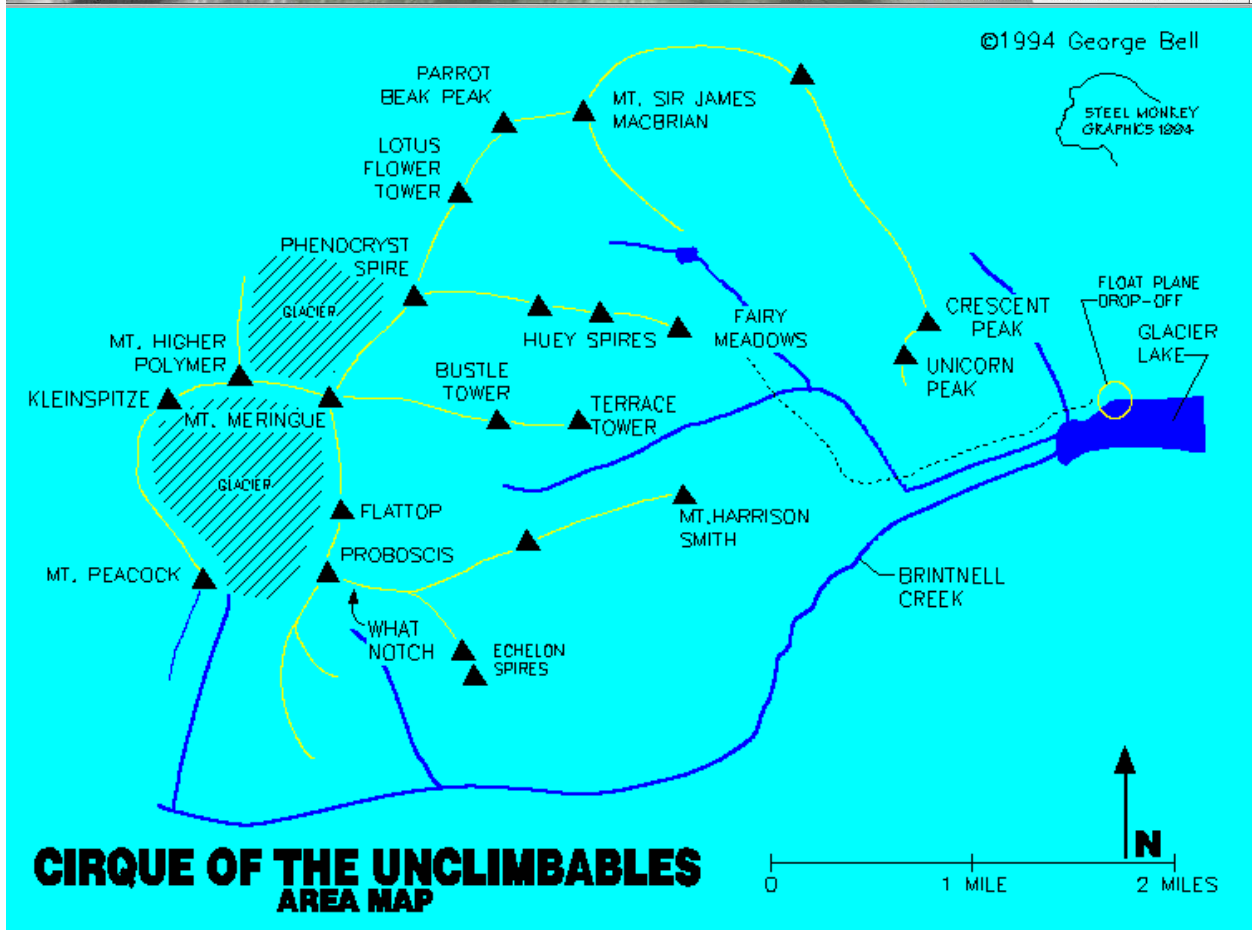 ©1994 George Bell
STEEL MONKEY
GRAPHICS 1994
PARROT
BEAK PEAK
MT. SIR JAMES
MACBRIAN
LOTUS
FLOWER
TOWER
PHENOCRYST
SPIRE
GLACIER
FLOAT PLANE
DROP-OFF
CRESCENT
PEAK
GLACIER
LAKE
FAIRY
MEADOWS
HUEY SPIRES
UNICORN
PEAK
MT. HIGHER
POLYMER
BUSTLE
TOWER
KLEINSPITZE
MT. MERINGUE
TERRACE
TOWER
GLACIER
FLATTOP
MT.HARRISON
SMITH
PROBOSCIS
MT. PEACOCK
BRINTNELL
CREEK
WHAT
NOTCH
ECHELON
SPIRES
N
CIRQUE OF THE UNCLIMBABLES
AREA MAP
0 1 MILE 2 MILES